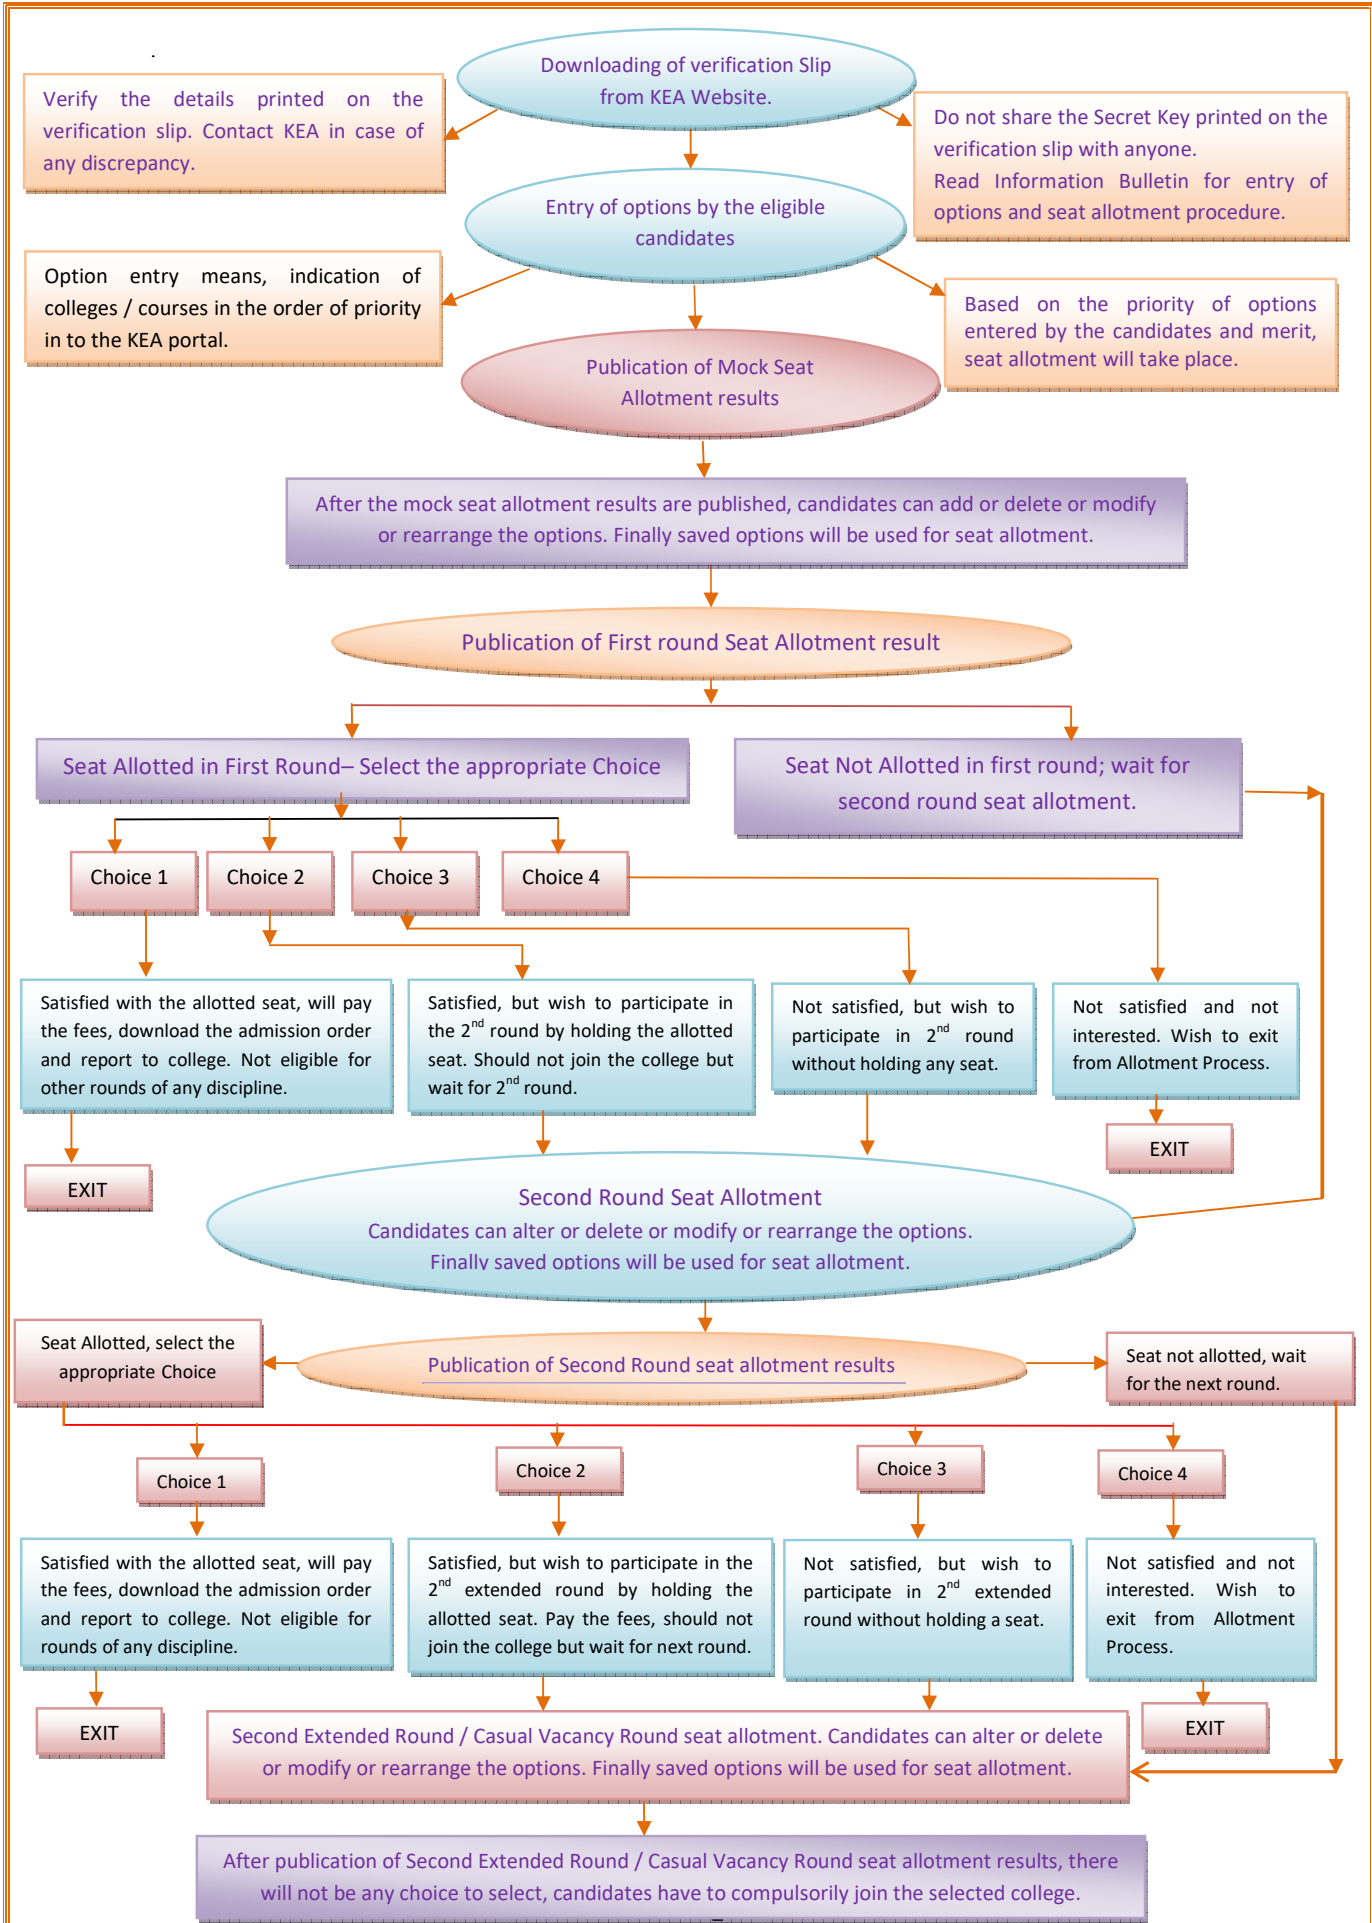 Downloading of verification Slip
from KEA Website.
Verify the details printed on the
verification slip. Contact KEA in case of
any discrepancy.
Do not share the Secret Key printed on the
verification slip with anyone.
Read Information Bulletin for entry of
options and seat allotment procedure.
Entry of options by the eligible
candidates
Option entry means, indication of
colleges / courses in the order of priority
in to the KEA portal.
Based on the priority of options
entered by the candidates and merit,
seat allotment will take place.
Publication of Mock Seat
Allotment results
After the mock seat allotment results are published, candidates can add or delete or modify
or rearrange the options. Finally saved options will be used for seat allotment.
Publication of First round Seat Allotment result
Seat Allotted in First Round– Select the appropriate Choice
Seat Not Allotted in first round; wait for
second round seat allotment.
Choice 1
Choice 2
Choice 3
Choice 4
Satisfied with the allotted seat, will pay
the fees, download the admission order
and report to college. Not eligible for
other rounds of any discipline.
Satisfied, but wish to participate in
the 2nd round by holding the allotted
seat. Should not join the college but
wait for 2nd round.
Not satisfied, but wish to
participate in 2nd round
without holding any seat.
Not satisfied and not
interested. Wish to exit
from Allotment Process.
EXIT
EXIT
Second Round Seat Allotment
Candidates can alter or delete or modify or rearrange the options.
Finally saved options will be used for seat allotment.
Seat Allotted, select the
appropriate Choice
Publication of Second Round seat allotment results
Seat not allotted, wait
for the next round.
Choice 1
Choice 2
Choice 3
Choice 4
Satisfied with the allotted seat, will pay
the fees, download the admission order
and report to college. Not eligible for
rounds of any discipline.
Satisfied, but wish to participate in the
2nd extended round by holding the
allotted seat. Pay the fees, should not
join the college but wait for next round.
Not satisfied, but wish to
participate in 2nd extended
round without holding a seat.
Not satisfied and not
interested. Wish to
exit from Allotment
Process.
EXIT
EXIT
Second Extended Round / Casual Vacancy Round seat allotment. Candidates can alter or delete
or modify or rearrange the options. Finally saved options will be used for seat allotment.
After publication of Second Extended Round / Casual Vacancy Round seat allotment results, there
will not be any choice to select, candidates have to compulsorily join the selected college.